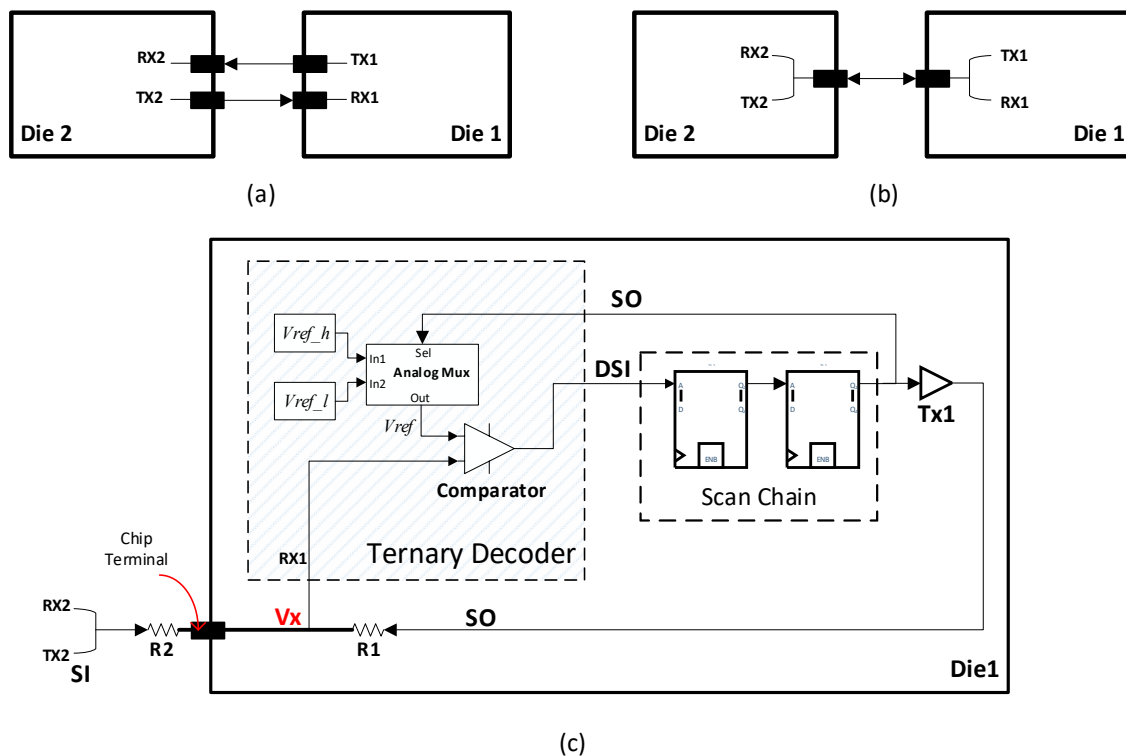 RX2
TX1
TX2
RX1
Die 2
Die 1
(a)
RX2
TX1
TX2
RX1
Die 2
Die 1
(b)
SO
Vref_h
In1
Sel
Analog Mux
DSI
Vref_l
In2
Out
A
Q
A
Q
Vref
D
Q
D
Q
Tx1
Comparator
ENB
ENB
Scan Chain
Chip
Terminal
RX1
Ternary Decoder
RX2
Vx
SO
TX2
R2
R1
SI
Die1
(c)